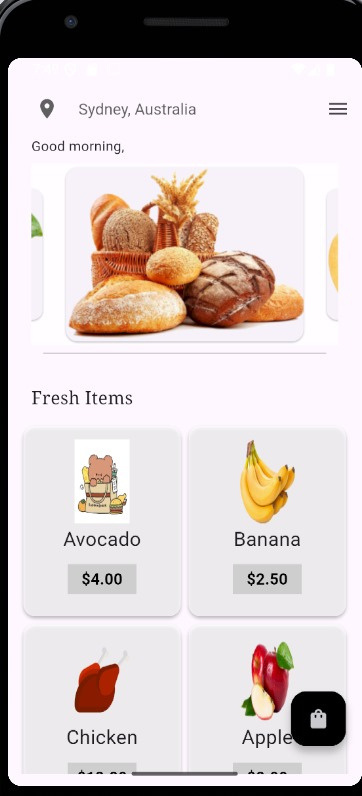 Sydney, Australia
Good morning,
Fresh Items
Avocado
Banana
$4.00
$2.50
Chicken
Apple